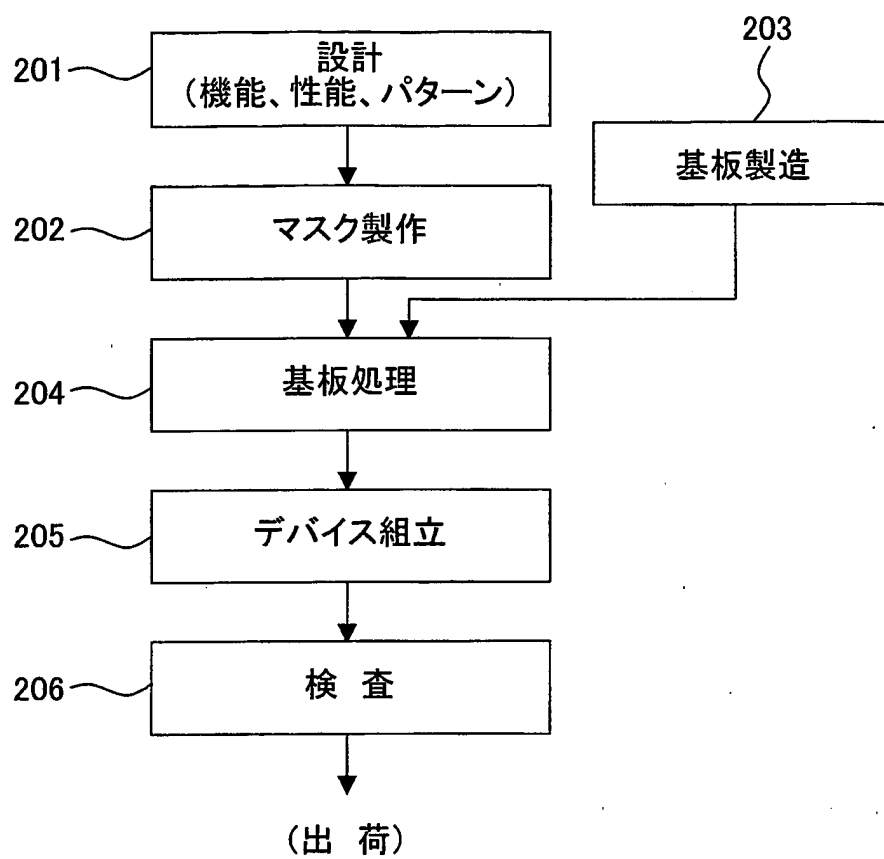 201
設計
(機能、性能、パターン)
203
基板製造
202
マスク製作
204
基板処理
205
デバイス組立
206
検 査
(出 荷)